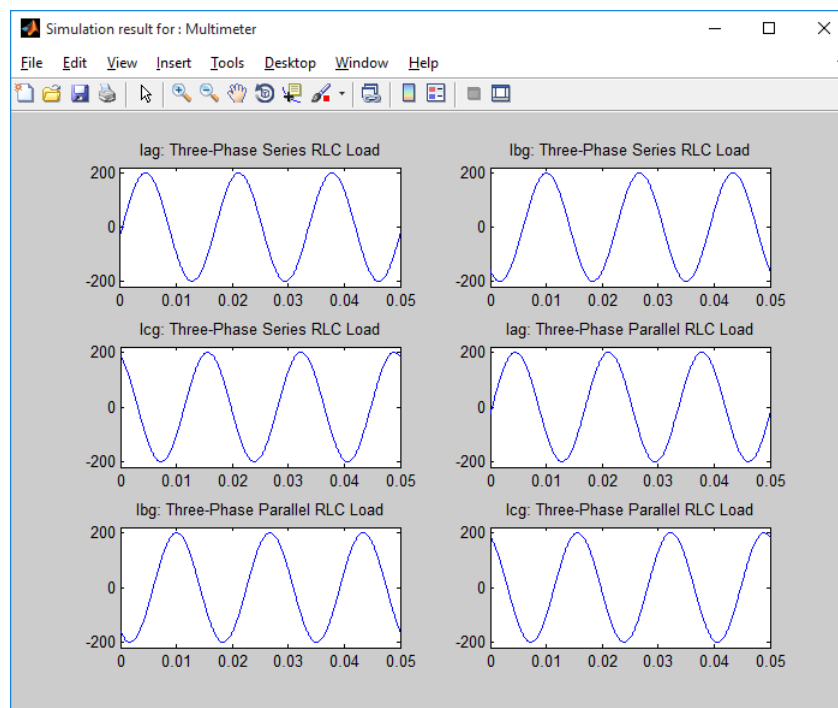 Simulation result for : Multimeter
File Edit View Insert Tools Desktop Window Help
Iag: Three-Phase Series RLC Load
200
0
-200
0 0.01 0.02 0.03 0.04 0.05
Ibg: Three-Phase Series RLC Load
200
0
-200
0 0.01 0.02 0.03 0.04 0.05
Icg: Three-Phase Series RLC Load
200
0
-200
0 0.01 0.02 0.03 0.04 0.05
Iag: Three-Phase Parallel RLC Load
200
0
-200
0 0.01 0.02 0.03 0.04 0.05
Ibg: Three-Phase Parallel RLC Load
200
0
-200
0 0.01 0.02 0.03 0.04 0.05
Icg: Three-Phase Parallel RLC Load
200
0
-200
0 0.01 0.02 0.03 0.04 0.05